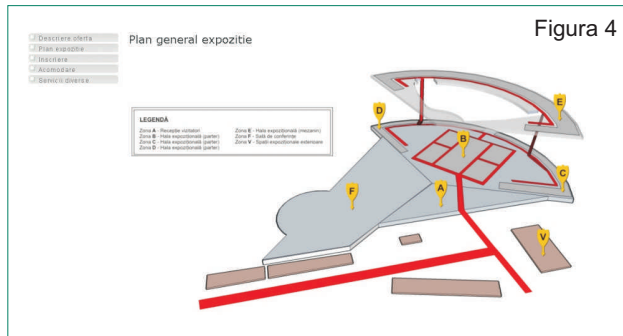 Figura 4
Descriere oferta
Plan expozitie
Inscriere
Acomodare
Servicii diverse
Plan general expozitie
LEGENDĂ
Zona A - Recepție vizitatori
Zona B - Hala expozițională (parter)
Zona C - Hala expozițională (parter)
Zona D - Hala expozițională (parter)
Zona E - Hala expozițională (mezanin)
Zona F - Sală de conferințe
Zona V - Spații expoziționale exterioare
D
E
B
C
F
A
V